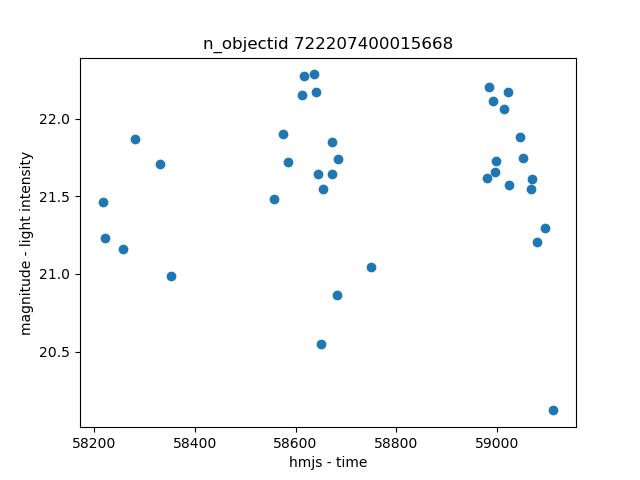 n_objectid 722207400015668
magnitude - light intensity
22.0
21.5
21.0
20.5
58200 58400 58600 58800 59000
hmjs - time